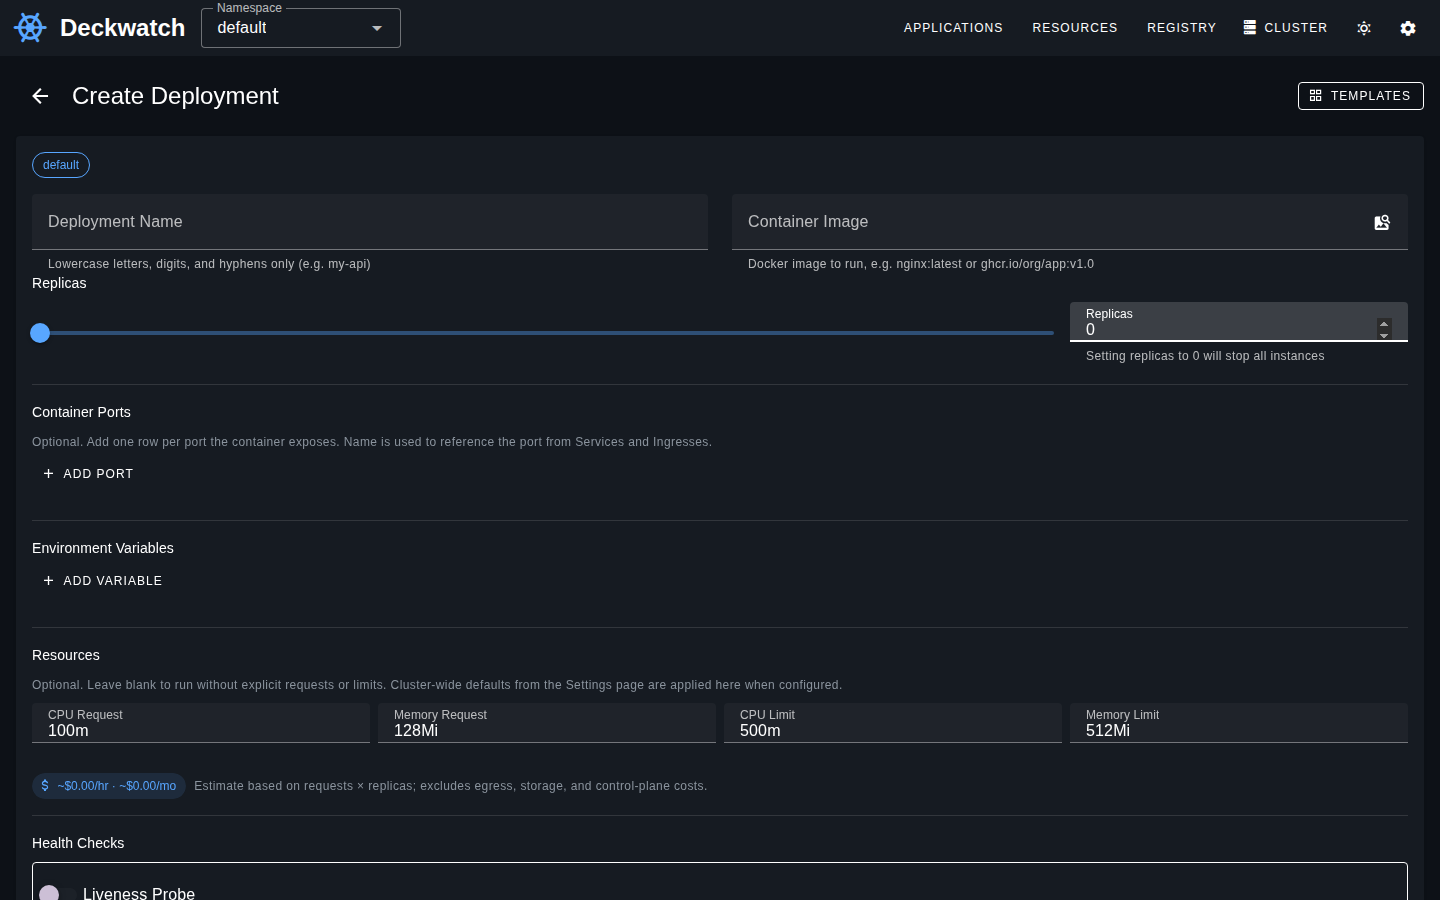 Deckwatch
Namespace
default
APPLICATIONS
RESOURCES
REGISTRY
CLUSTER
Create Deployment
TEMPLATES
default
Deployment Name
Lowercase letters, digits, and hyphens only (e.g. my-api)
Container Image
Docker image to run, e.g. nginx:latest or ghcr.io/org/app:v1.0
Replicas
Replicas
0
Setting replicas to 0 will stop all instances
Container Ports
Optional. Add one row per port the container exposes. Name is used to reference the port from Services and Ingresses.
+ ADD PORT
Environment Variables
+ ADD VARIABLE
Resources
Optional. Leave blank to run without explicit requests or limits. Cluster-wide defaults from the Settings page are applied here when configured.
CPU Request
100m
Memory Request
128Mi
CPU Limit
500m
Memory Limit
512Mi
$ ~$0.00/hr · ~$0.00/mo
Estimate based on requests × replicas; excludes egress, storage, and control-plane costs.
Health Checks
Liveness Probe